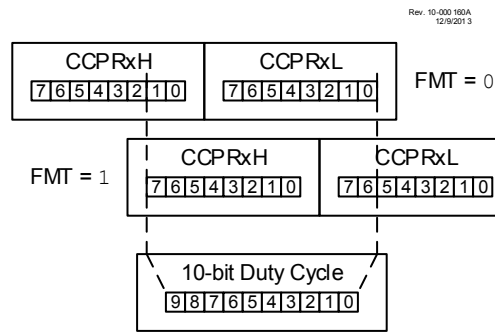 Rev. 10-000 160A
12/9/201 3
CCPRxH CCPRxL
7 6 5 4 3 2 1 0 7 6 5 4 3 2 1 0 FMT = 0
FMT = 1 CCPRxH CCPRxL
7 6 5 4 3 2 1 0 7 6 5 4 3 2 1 0
10-bit Duty Cycle
9 8 7 6 5 4 3 2 1 0